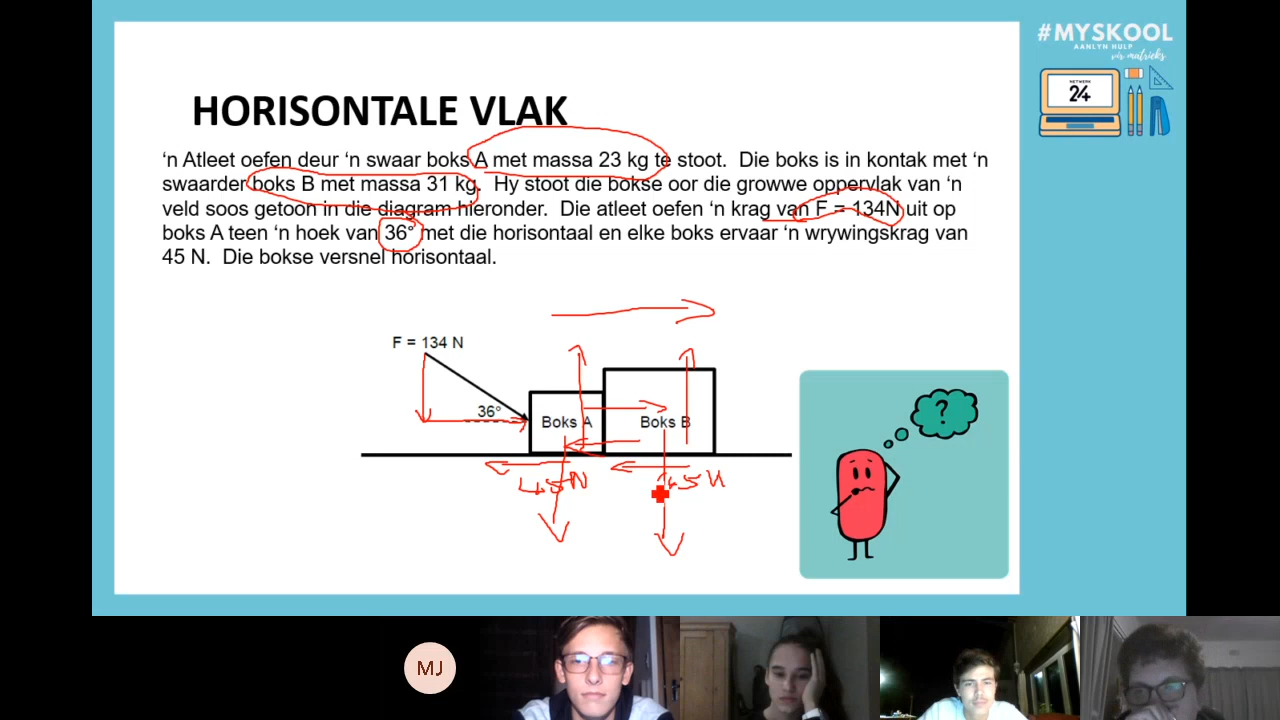 #MYSKOOL
AANLYN HULP
vir matrieks
NETWERK
24
HORISONTALE VLAK
‘n Atleet oefen deur ‘n swaar boks A met massa 23 kg te stoot. Die boks is in kontak met ‘n
swaarder boks B met massa 31 kg. Hy stoot die bokse oor die growwe oppervlak van ‘n
veld soos getoon in die diagram hieronder. Die atleet oefen ‘n krag van F = 134N uit op
boks A teen ‘n hoek van 36° met die horisontaal en elke boks ervaar ‘n wrywingskrag van
45 N. Die bokse versnel horisontaal.
F = 134 N
36°
Boks A
Boks B
45N
45N
?
MJ